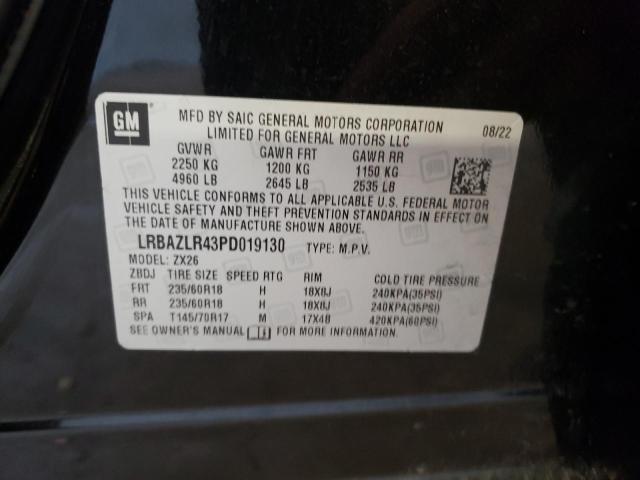 GM
MFD BY SAIC GENERAL MOTORS CORPORATION
LIMITED FOR GENERAL MOTORS LLC
08/22
GVWR GAWR FRT GAWR RR
2250 KG 1200 KG 1150 KG
4960 LB 2645 LB 2535 LB
THIS VEHICLE CONFORMS TO ALL APPLICABLE U.S. FEDERAL MOTOR
VEHICLE SAFETY AND THEFT PREVENTION STANDARDS IN EFFECT ON
THE DATE OF MANUFACTURE SHOWN ABOVE.
LRBAZLR43PD019130 TYPE: M.P.V.
MODEL: ZX26
ZBDJ TIRE SIZE SPEED RTG RIM COLD TIRE PRESSURE
FRT 235/60R18 H 18X8J 240KPA(35PSI)
RR 235/60R18 H 18X8J 240KPA(35PSI)
SPA T145/70R17 M 17X4B 420KPA(60PSI)
SEE OWNER'S MANUAL FOR MORE INFORMATION.